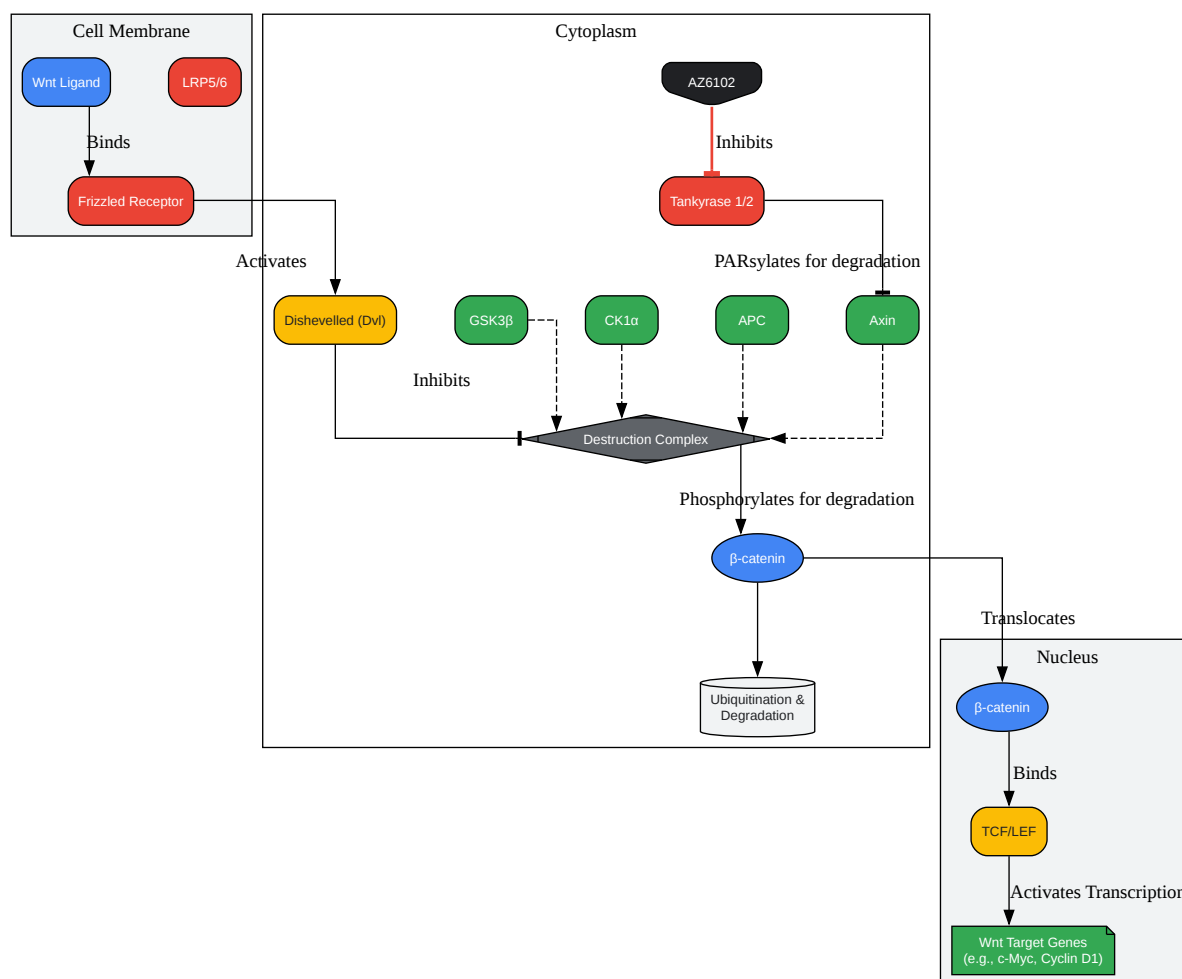 Cell Membrane
Cytoplasm
Wnt Ligand
LRP5/6
AZ6102
Binds
Inhibits
Frizzled Receptor
Tankyrase 1/2
Activates
PARsylates for degradation
Dishevelled (Dvl)
GSK3β
CK1α
APC
Axin
Inhibits
Destruction Complex
Phosphorylates for degradation
β-catenin
Translocates
Nucleus
Ubiquitination &
Degradation
β-catenin
Binds
TCF/LEF
Activates Transcription
Wnt Target Genes
(e.g., c-Myc, Cyclin D1)